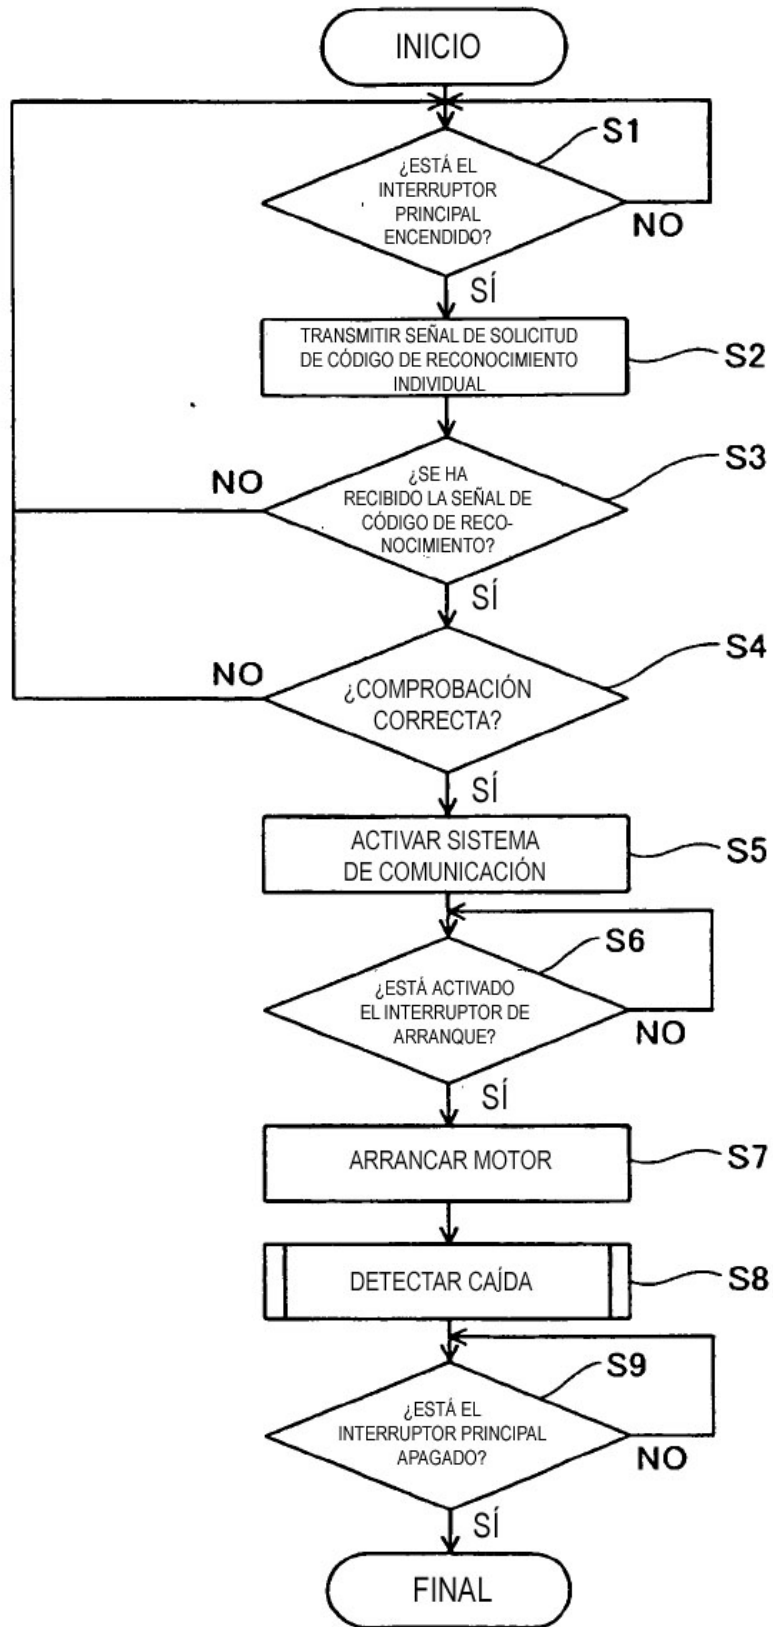 INICIO
S1
¿ESTÁ EL
INTERRUPTOR
PRINCIPAL
ENCENDIDO?
NO
SÍ
TRANSMITIR SEÑAL DE SOLICITUD
DE CÓDIGO DE RECONOCIMIENTO
INDIVIDUAL
S2
S3
NO
¿SE HA
RECIBIDO LA SEÑAL DE
CÓDIGO DE RECO-
NOCIMIENTO?
SÍ
S4
NO
¿COMPROBACIÓN
CORRECTA?
SÍ
ACTIVAR SISTEMA
DE COMUNICACIÓN
S5
S6
¿ESTÁ ACTIVADO
EL INTERRUPTOR DE
ARRANQUE?
NO
SÍ
ARRANCAR MOTOR
S7
DETECTAR CAÍDA
S8
S9
¿ESTÁ EL
INTERRUPTOR PRINCIPAL
APAGADO?
NO
SÍ
FINAL